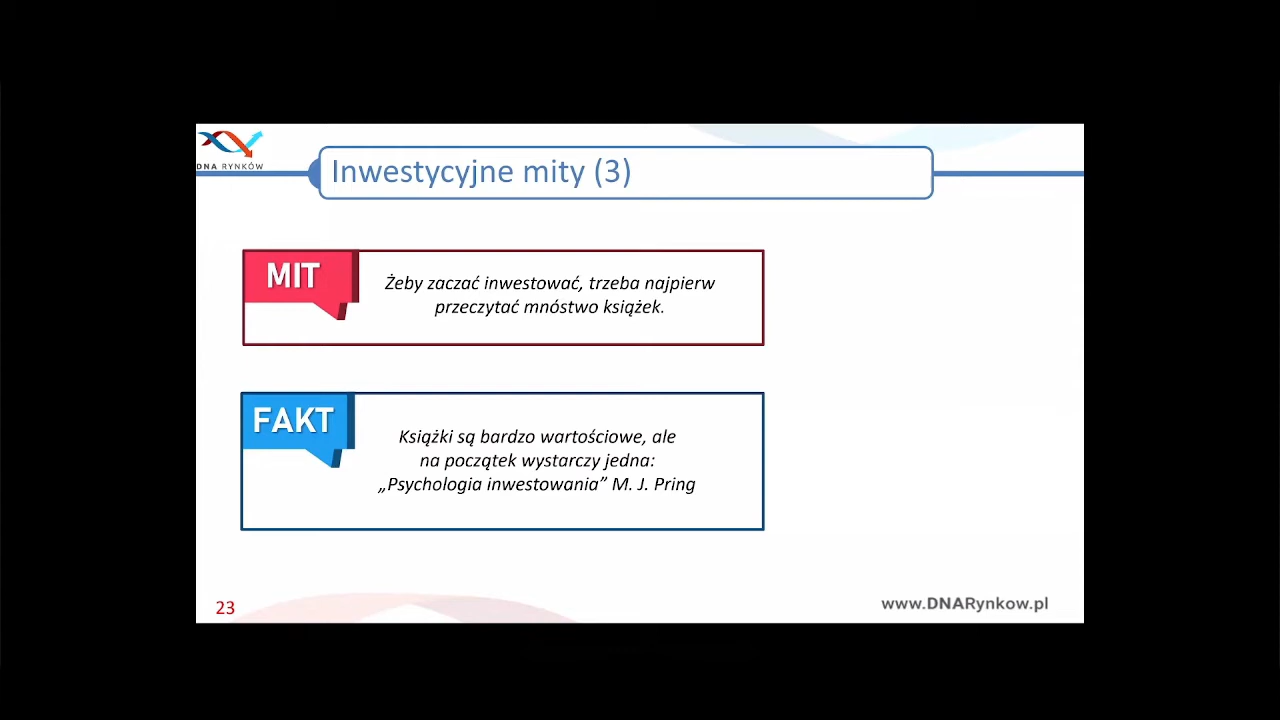 DNA RYNKÓW
Inwestycyjne mity (3)
MIT
Żeby zaczać inwestować, trzeba najpierw
przeczytać mnóstwo książek.
FAKT
Książki są bardzo wartościowe, ale
na początek wystarczy jedna:
„Psychologia inwestowania” M. J. Pring
23
www.DNARynkow.pl